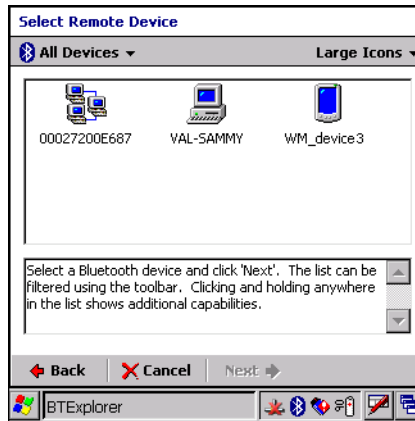 Select Remote Device
All Devices Large Icons
00027200E687 VAL-SAMMY WM_device3
Select a Bluetooth device and click 'Next'. The list can be
filtered using the toolbar. Clicking and holding anywhere
in the list shows additional capabilities.
Back Cancel Next
BTExplorer